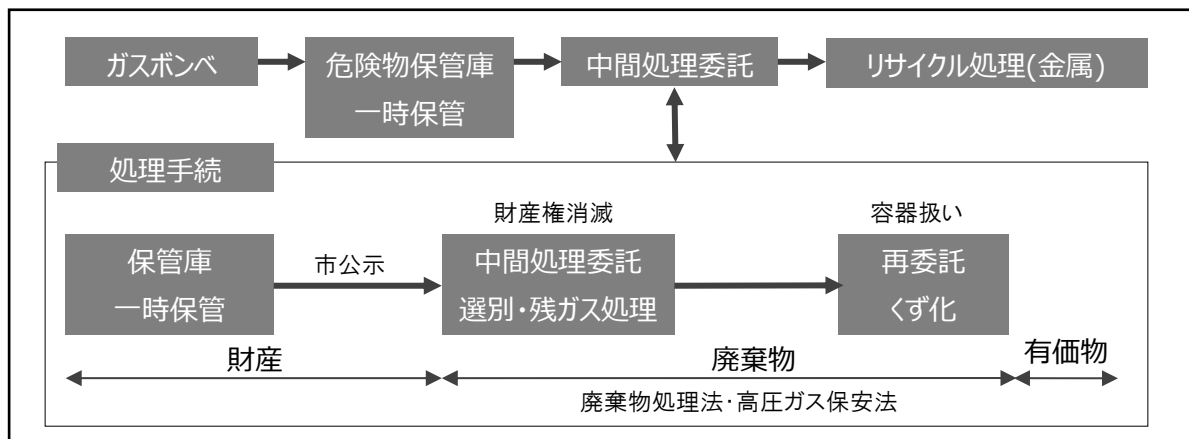 ガスボンベ
危険物保管庫
一時保管
中間処理委託
リサイクル処理(金属)
処理手続
財産権消滅
容器扱い
保管庫
一時保管
市公示
中間処理委託
選別・残ガス処理
再委託
くず化
財産
廃棄物
有価物
廃棄物処理法・高圧ガス保安法